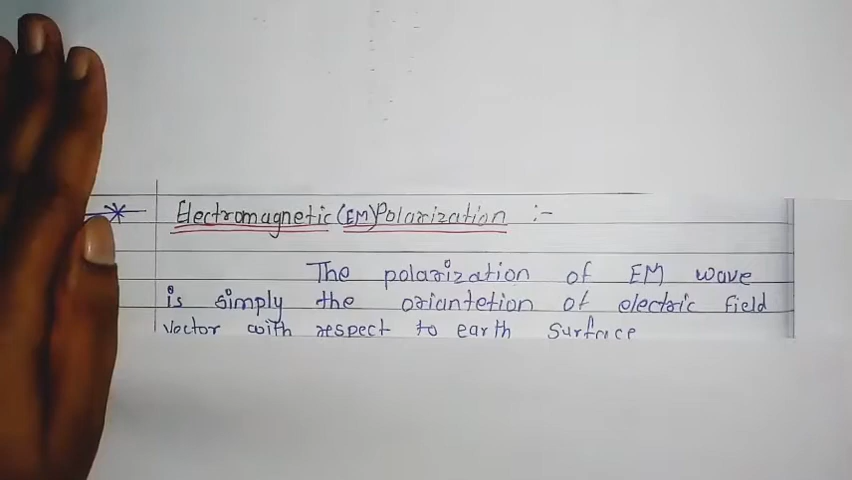 Electromagnetic (EM) Polarization :-
The polarization of EM wave
is simply the oriantetion of electric field
vector with respect to earth surface